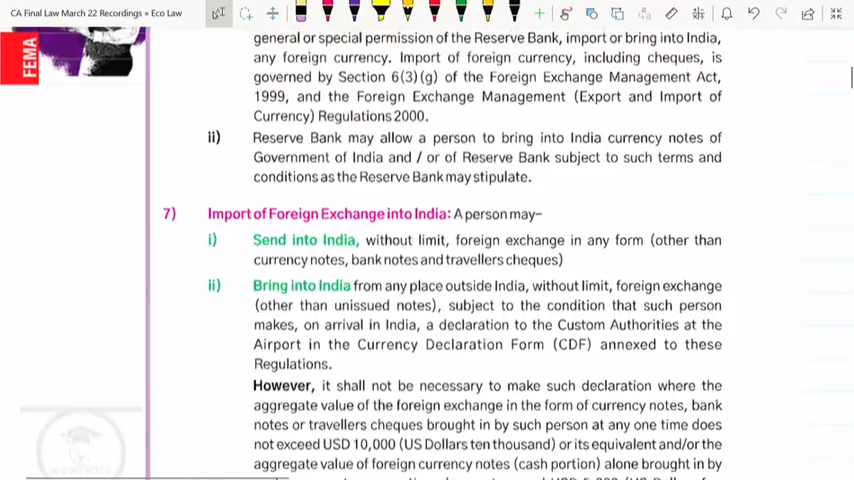 CA Final Law March 22 Recordings » Eco Law
FEMA
general or special permission of the Reserve Bank, import or bring into India,
any foreign currency. Import of foreign currency, including cheques, is
governed by Section 6(3)(g) of the Foreign Exchange Management Act,
1999, and the Foreign Exchange Management (Export and Import of
Currency) Regulations 2000.
ii) Reserve Bank may allow a person to bring into India currency notes of
Government of India and / or of Reserve Bank subject to such terms and
conditions as the Reserve Bank may stipulate.
7) Import of Foreign Exchange into India: A person may–
i) Send into India, without limit, foreign exchange in any form (other than
currency notes, bank notes and travellers cheques)
ii) Bring into India from any place outside India, without limit, foreign exchange
(other than unissued notes), subject to the condition that such person
makes, on arrival in India, a declaration to the Custom Authorities at the
Airport in the Currency Declaration Form (CDF) annexed to these
Regulations.
However, it shall not be necessary to make such declaration where the
aggregate value of the foreign exchange in the form of currency notes, bank
notes or travellers cheques brought in by such person at any one time does
not exceed USD 10,000 (US Dollars ten thousand) or its equivalent and/or the
aggregate value of foreign currency notes (cash portion) alone brought in by